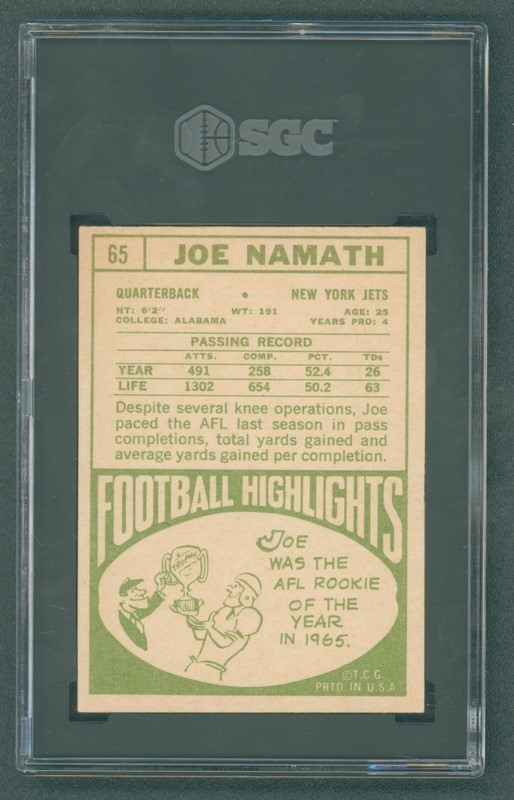 SGC
65 JOE NAMATH
QUARTERBACK • NEW YORK JETS
HT: 6'2" WT: 191 AGE: 25
COLLEGE: ALABAMA YEARS PRO: 4
PASSING RECORD
ATTS. COMP. PCT. TDs
YEAR 491 258 52.4 26
LIFE 1302 654 50.2 63
Despite several knee operations, Joe
paced the AFL last season in pass
completions, total yards gained and
average yards gained per completion.
FOOTBALL HIGHLIGHTS
TROPHY
JOE
WAS THE
AFL ROOKIE
OF THE
YEAR
IN 1965.
©T.C.G
PRTD IN U.S.A